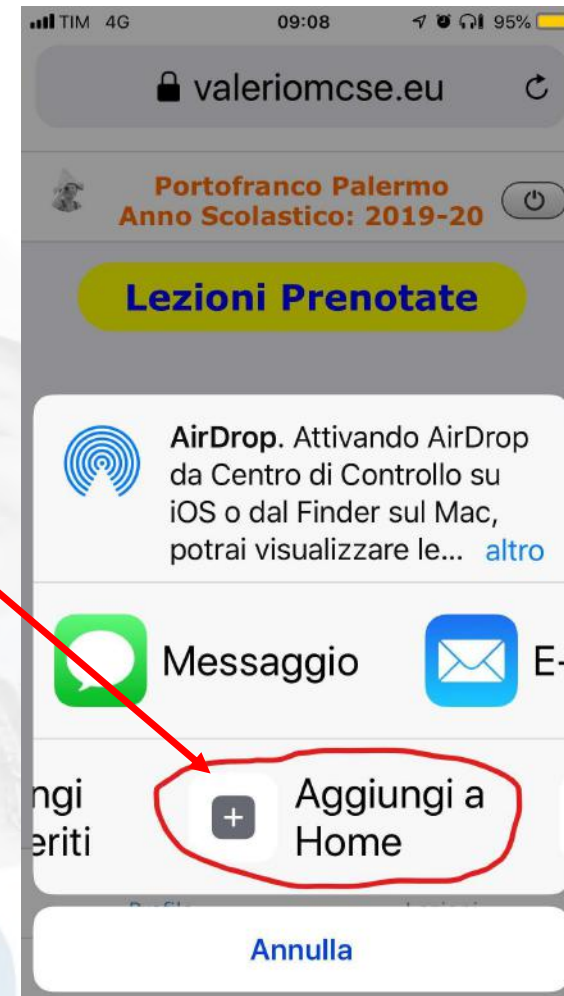 TIM 4G 09:08 95%
valeriomcse.eu
Portofranco Palermo
Anno Scolastico: 2019-20
Lezioni Prenotate
AirDrop. Attivando AirDrop
da Centro di Controllo su
iOS o dal Finder sul Mac,
potrai visualizzare le... altro
Messaggio
E-
ngi
eriti
Aggiungi a
Home
Annulla